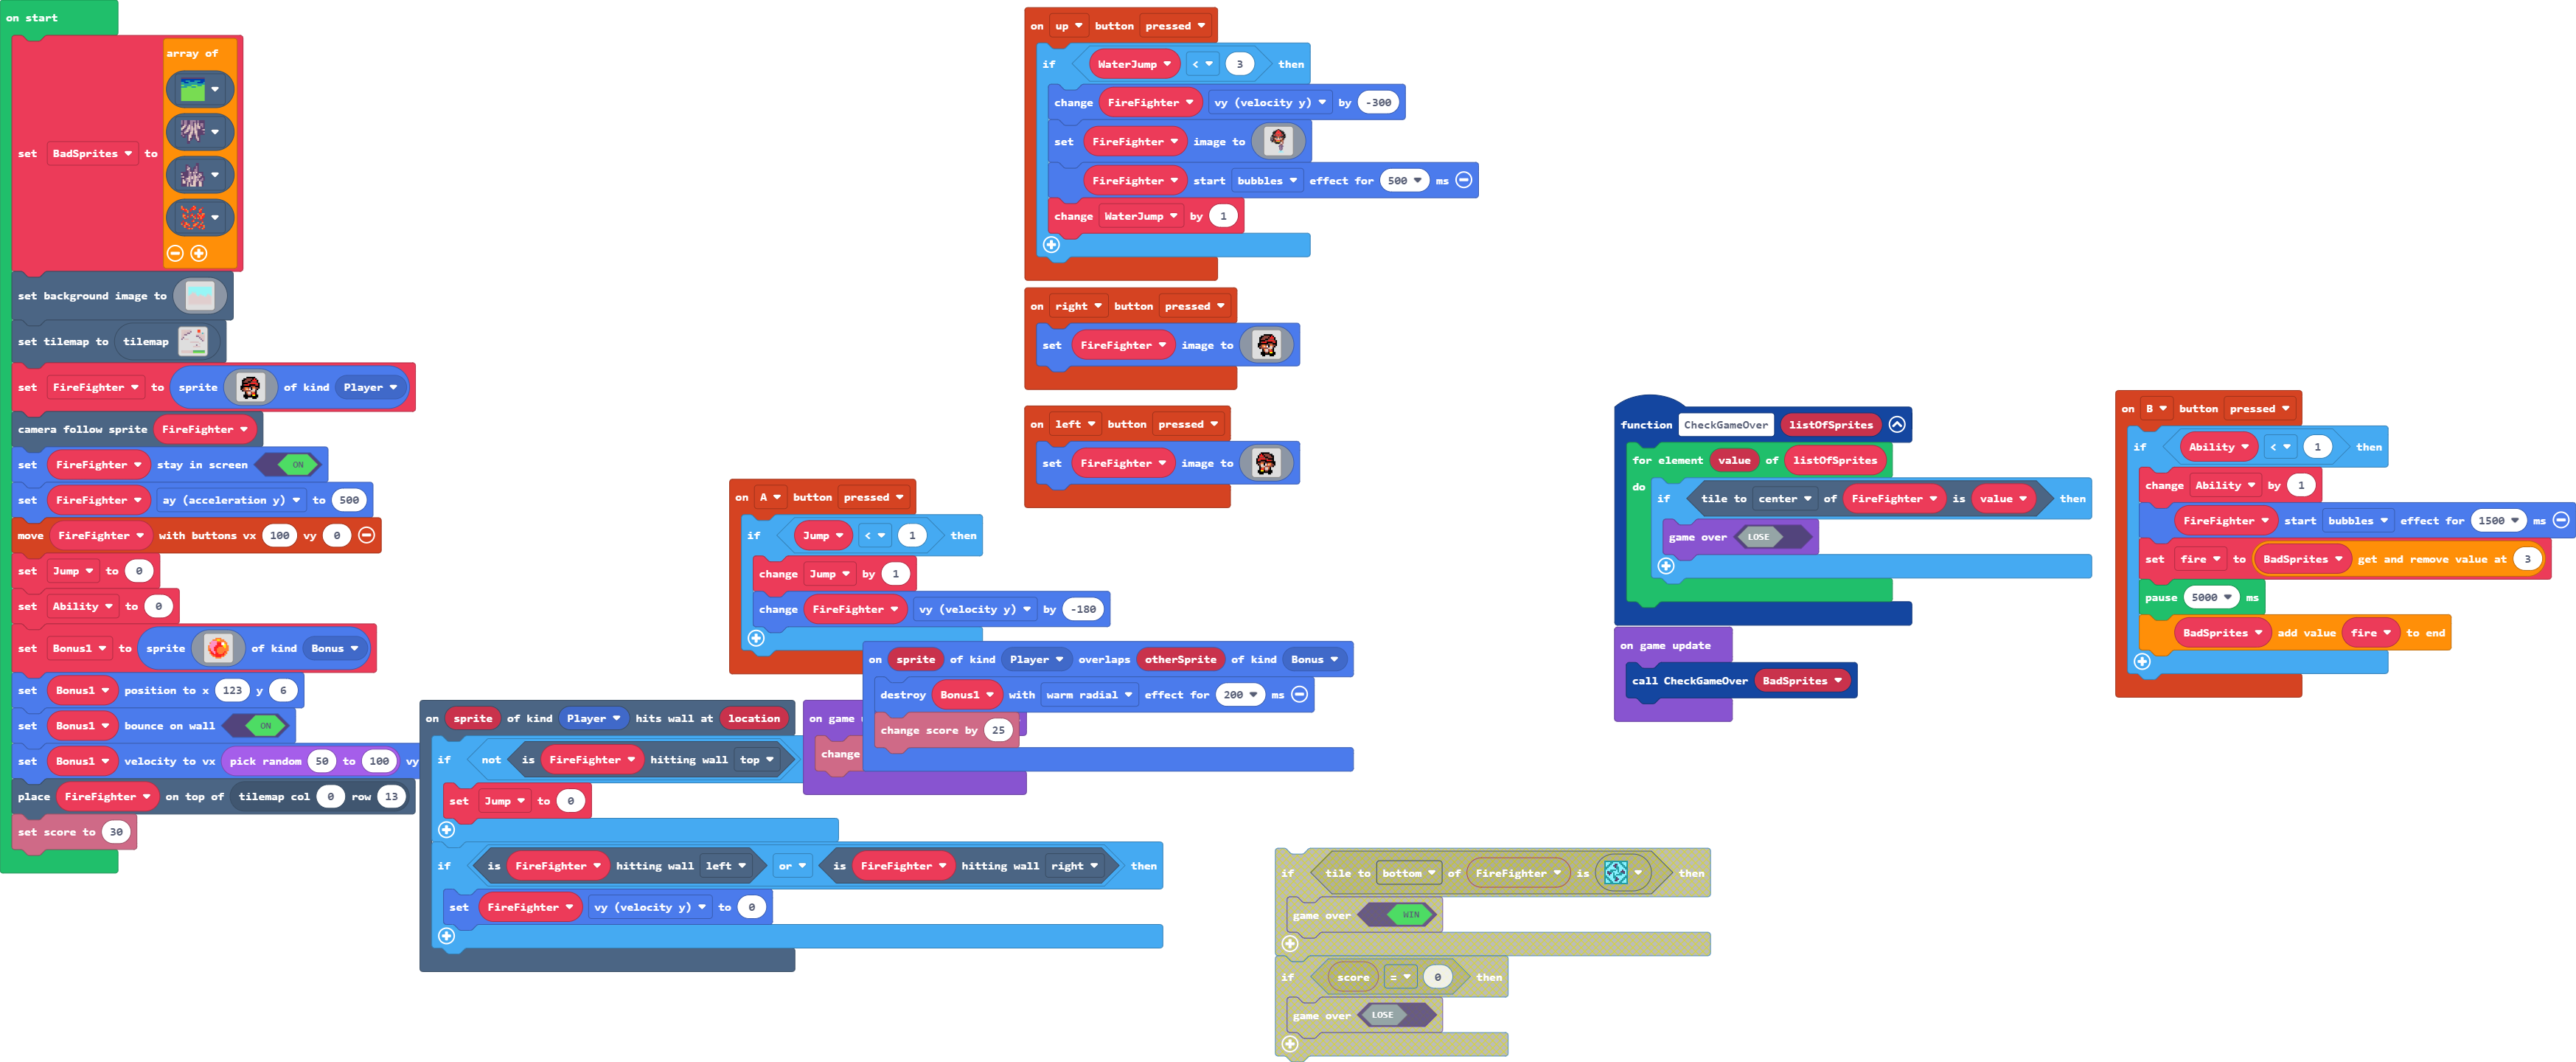 on start
array of
set BadSprites to
set background image to
set tilemap to tilemap
set FireFighter to sprite of kind Player
camera follow sprite FireFighter
set FireFighter stay in screen ON
set FireFighter ay (acceleration y) to 500
move FireFighter with buttons vx 100 vy 0
set Jump to 0
set Ability to 0
set Bonus1 to sprite of kind Bonus
set Bonus1 position to x 123 y 6
set Bonus1 bounce on wall ON
set Bonus1 velocity to vx pick random 50 to 100 vy
place FireFighter on top of tilemap col 0 row 13
set score to 30
on sprite of kind Player hits wall at location
if not is FireFighter hitting wall top
set Jump to 0
if is FireFighter hitting wall left or is FireFighter hitting wall right then
set FireFighter vy (velocity y) to 0
on A button pressed
if Jump < 1 then
change Jump by 1
change FireFighter vy (velocity y) by -180
on game
change
on sprite of kind Player overlaps otherSprite of kind Bonus
destroy Bonus1 with warm radial effect for 200 ms
change score by 25
on up button pressed
if WaterJump < 3 then
change FireFighter vy (velocity y) by -300
set FireFighter image to
FireFighter start bubbles effect for 500 ms
change WaterJump by 1
on right button pressed
set FireFighter image to
on left button pressed
set FireFighter image to
if tile to bottom of FireFighter is then
game over WIN
if score = 0 then
game over LOSE
function CheckGameOver listOfSprites
for element value of listOfSprites
do if tile to center of FireFighter is value then
game over LOSE
on game update
call CheckGameOver BadSprites
on B button pressed
if Ability < 1 then
change Ability by 1
FireFighter start bubbles effect for 1500 ms
set fire to BadSprites get and remove value at 3
pause 5000 ms
BadSprites add value fire to end